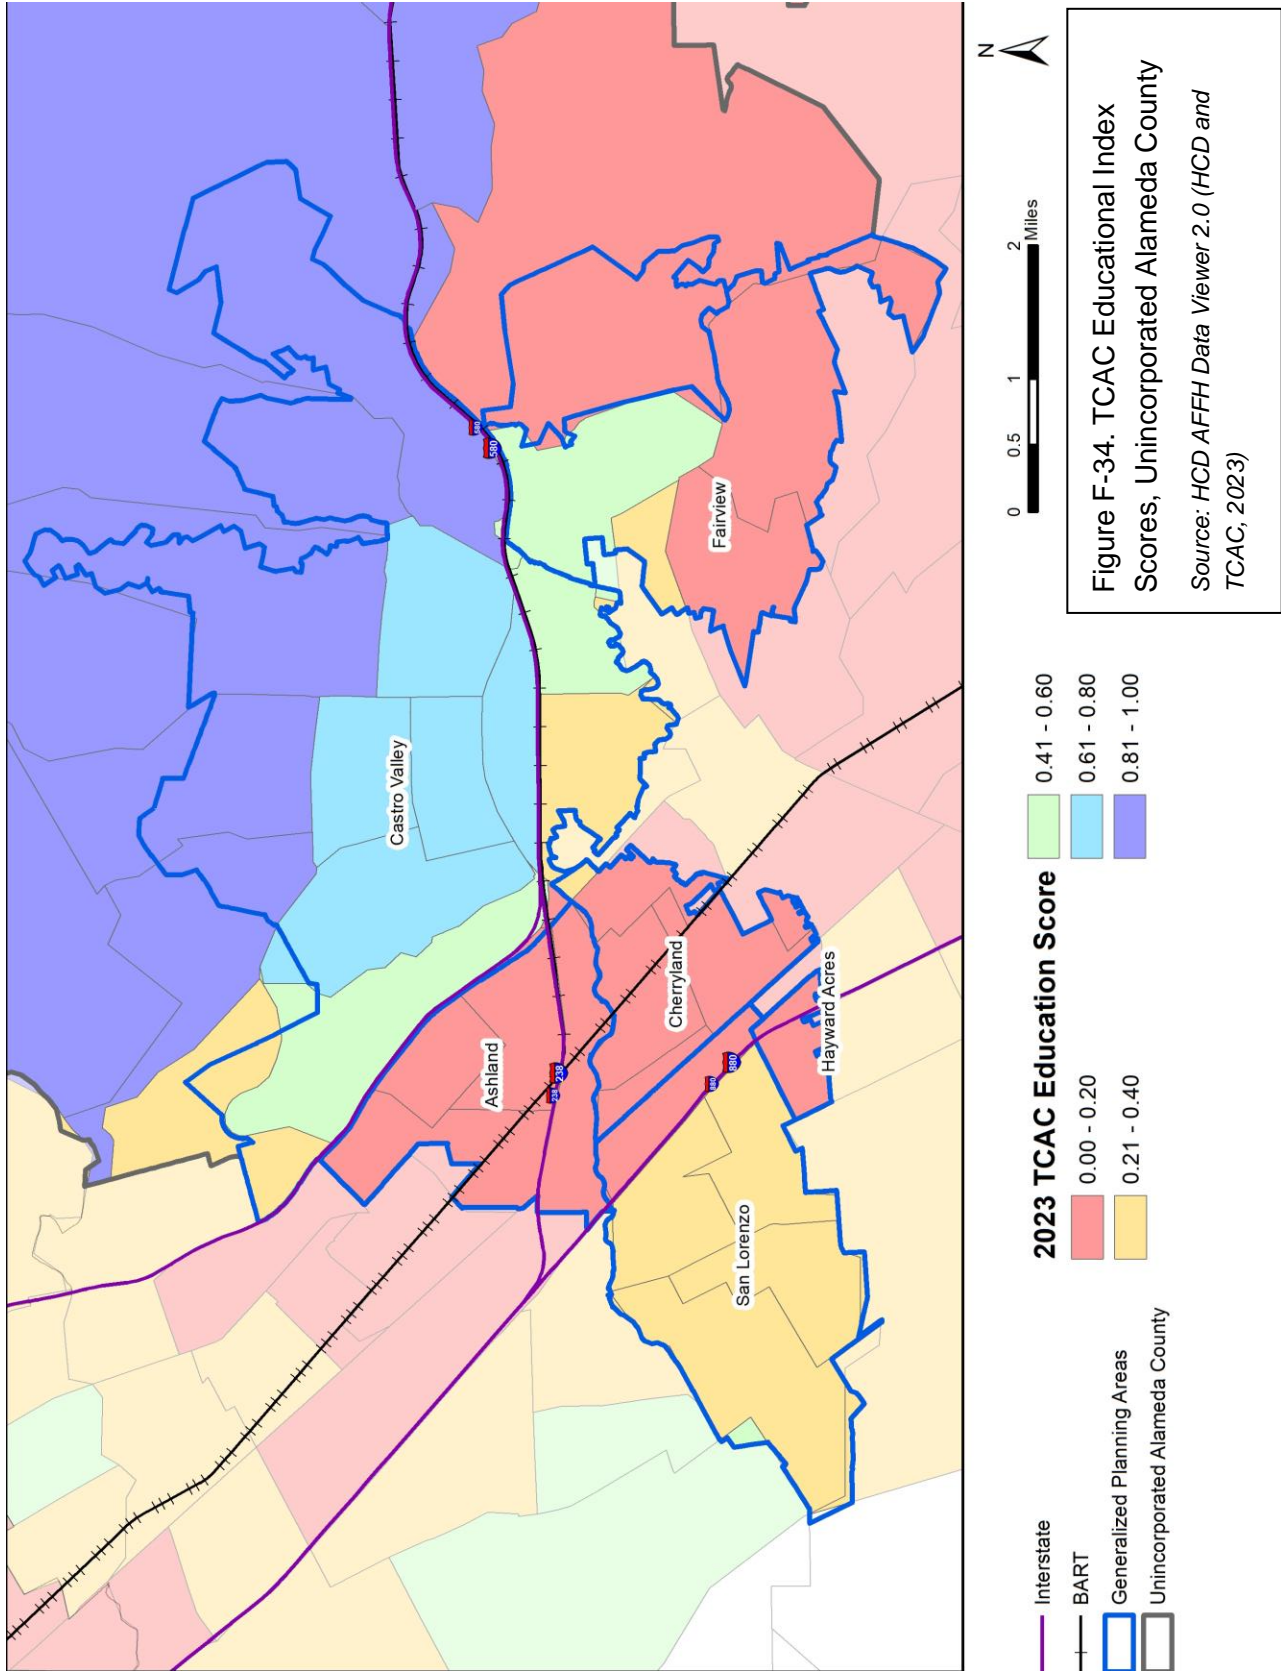 Castro Valley
Ashland
Cherryland
Fairview
Hayward Acres
San Lorenzo
580
580
238
238
880
880
N
0 0.5 1 2
Miles
Interstate
BART
Generalized Planning Areas
Unincorporated Alameda County
2023 TCAC Education Score
0.00 - 0.20
0.21 - 0.40
0.41 - 0.60
0.61 - 0.80
0.81 - 1.00
Figure F-34. TCAC Educational Index
Scores, Unincorporated Alameda County
Source: HCD AFFH Data Viewer 2.0 (HCD and
TCAC, 2023)